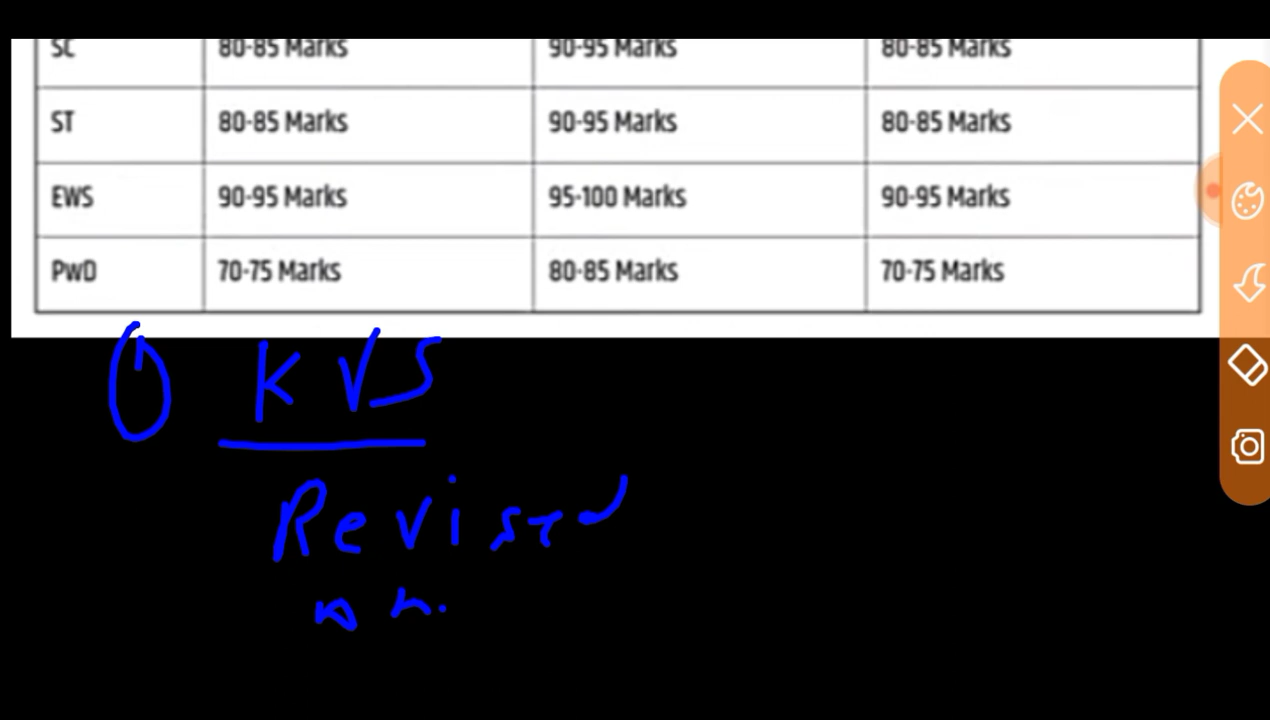 SC 80-85 Marks 90-95 Marks 80-85 Marks
ST 80-85 Marks 90-95 Marks 80-85 Marks
EWS 90-95 Marks 95-100 Marks 90-95 Marks
PwD 70-75 Marks 80-85 Marks 70-75 Marks
KVS
Revised